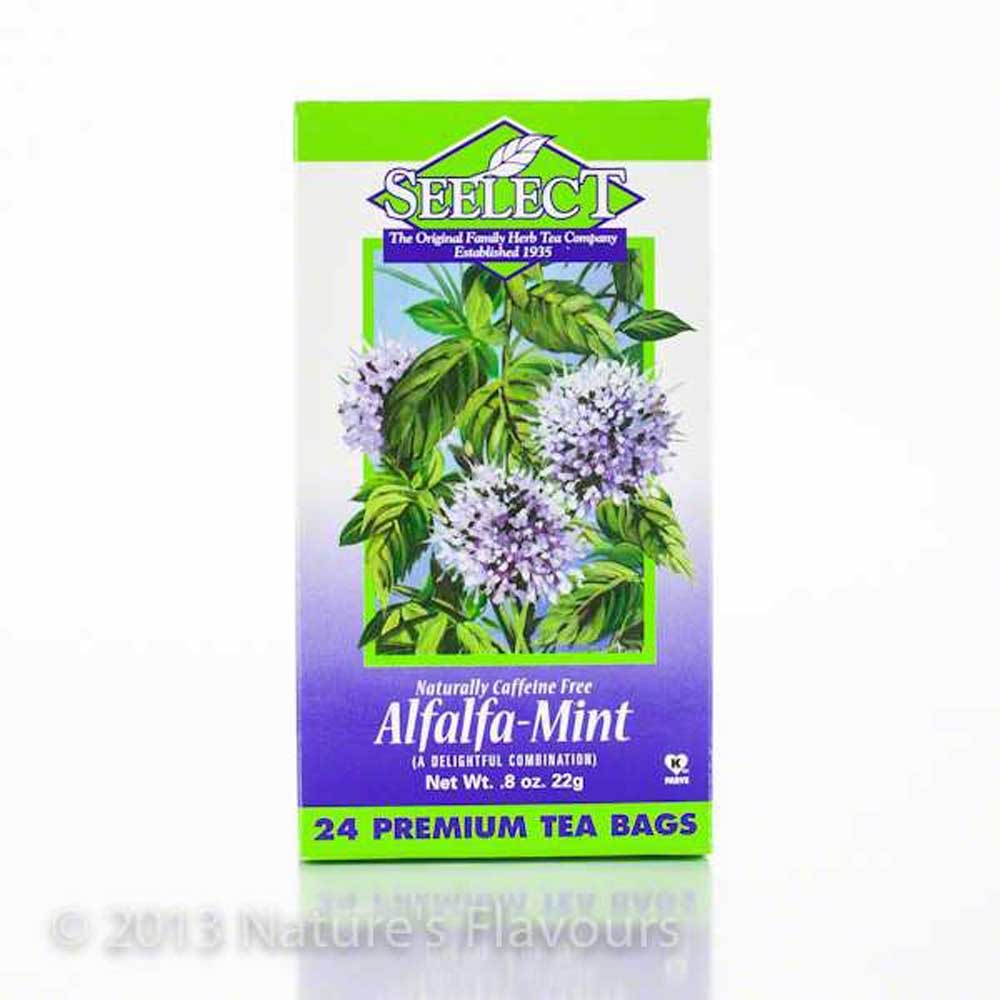 SEELECT
The Original Family Herb Tea Company
Established 1935
Naturally Caffeine Free
Alfalfa-Mint
(A DELIGHTFUL COMBINATION)
Net Wt. .8 oz. 22g
K
PARVE
24 PREMIUM TEA BAGS
© 2013 Nature's Flavours